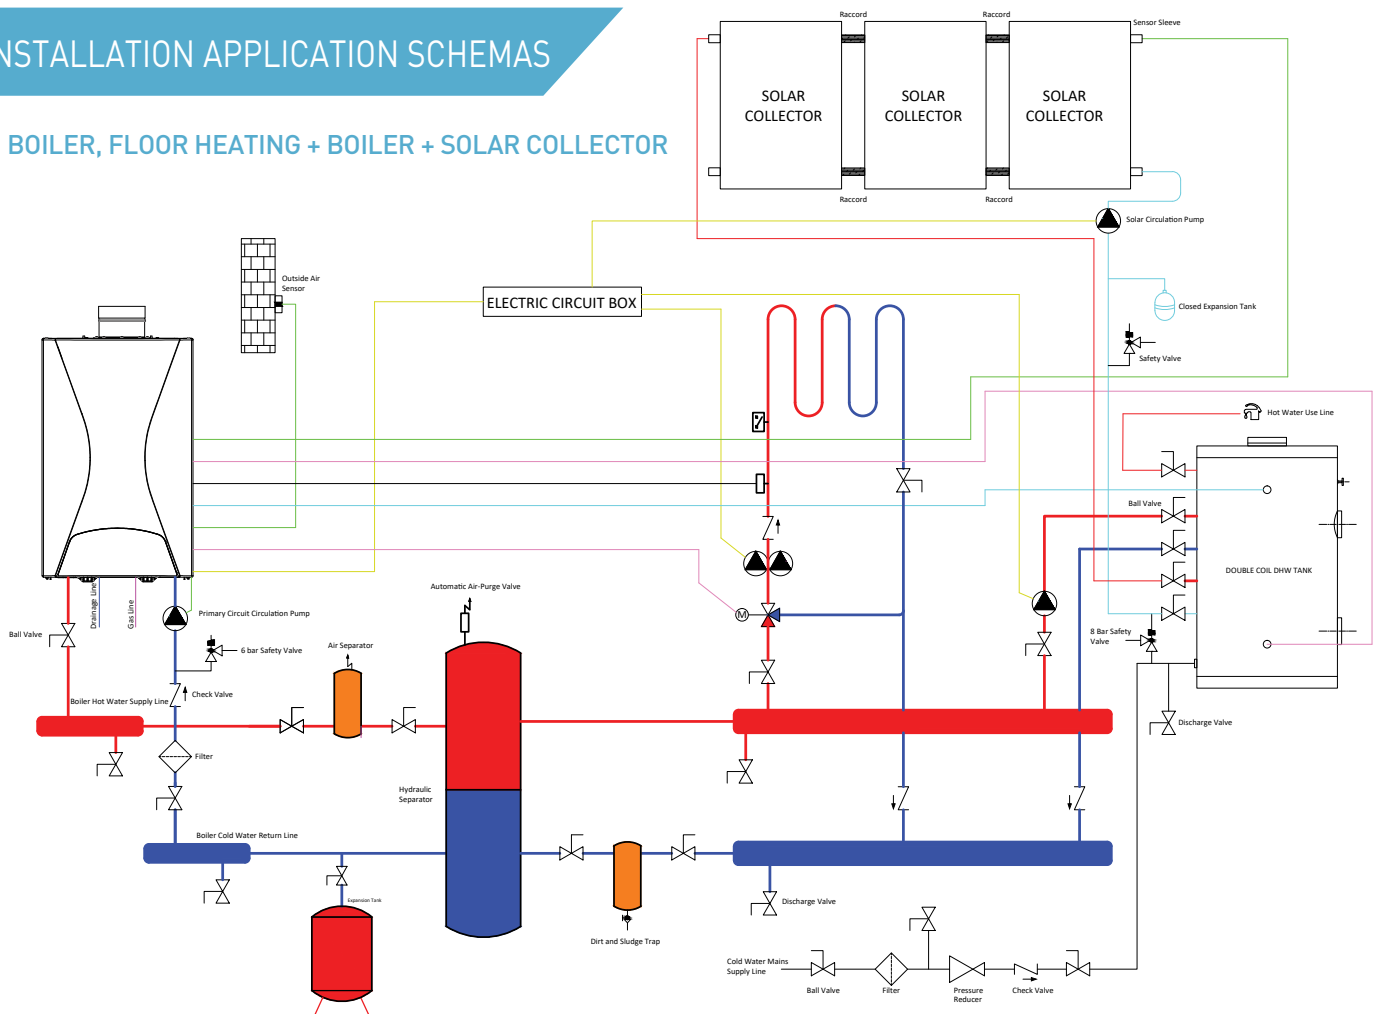 NSTALLATION APPLICATION SCHEMAS
BOILER, FLOOR HEATING + BOILER + SOLAR COLLECTOR
Raccord
Raccord
Sensor Sleeve
SOLAR
COLLECTOR
SOLAR
COLLECTOR
SOLAR
COLLECTOR
Raccord
Raccord
Solar Circulation Pump
Outside Air
Sensor
ELECTRIC CIRCUIT BOX
Closed Expansion Tank
Safety Valve
Hot Water Use Line
Ball Valve
DOUBLE COIL DHW TANK
Automatic Air-Purge Valve
Drainage Line
Gas Line
Primary Circuit Circulation Pump
M
Ball Valve
6 bar Safety Valve
Air Separator
8 Bar Safety
Valve
Boiler Hot Water Supply Line
Check Valve
Discharge Valve
Filter
Hydraulic
Separator
Boiler Cold Water Return Line
Expansion Tank
Discharge Valve
Dirt and Sludge Trap
Cold Water Mains
Supply Line
Ball Valve
Filter
Pressure
Reducer
Check Valve